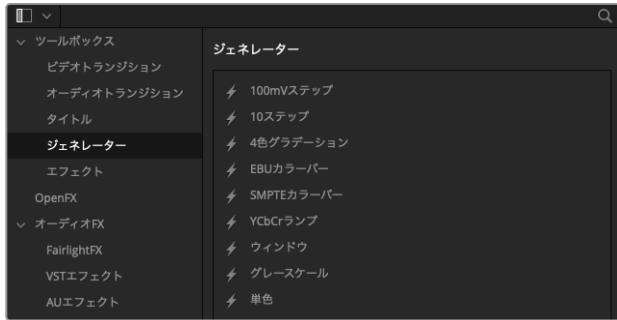 ツールボックス
ビデオトランジション
オーディオトランジション
タイトル
ジェネレーター
エフェクト
OpenFX
オーディオFX
FairlightFX
VSTエフェクト
AUエフェクト
ジェネレーター
100mVステップ
10ステップ
4色グラデーション
EBUカラーバー
SMPTEカラーバー
YCbCrランプ
ウィンドウ
グレースケール
単色